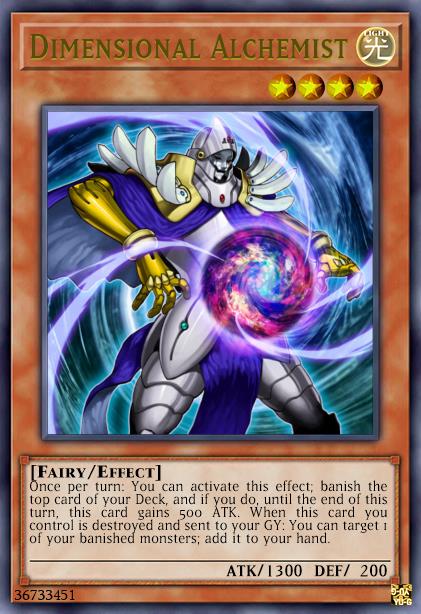 Dimensional Alchemist
LIGHT
光
[Fairy/Effect]
Once per turn: You can activate this effect; banish the
top card of your Deck, and if you do, until the end of this
turn, this card gains 500 ATK. When this card you
control is destroyed and sent to your GY: You can target 1
of your banished monsters; add it to your hand.
ATK/1300 DEF/ 200
36733451